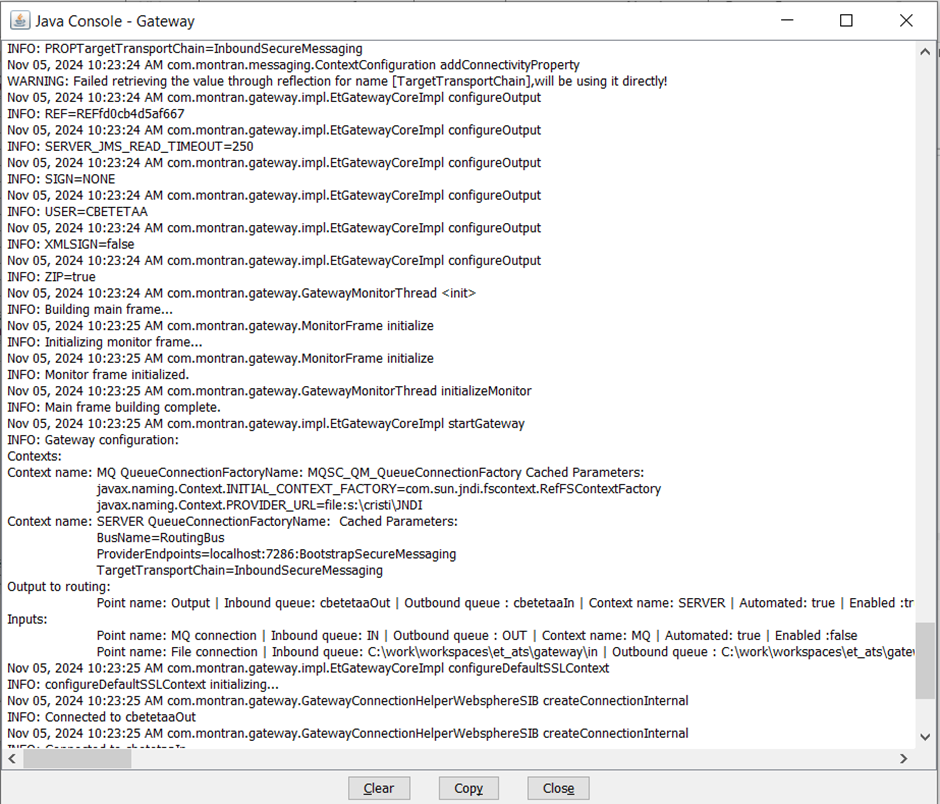 Java Console - Gateway
INFO: PROPTargetTransportChain=InboundSecureMessaging
Nov 05, 2024 10:23:24 AM com.montran.messaging.ContextConfiguration addConnectivityProperty
WARNING: Failed retrieving the value through reflection for name [TargetTransportChain],will be using it directly!
Nov 05, 2024 10:23:24 AM com.montran.gateway.impl.EtGatewayCoreImpl configureOutput
INFO: REF=REFfd0cb4d5af667
Nov 05, 2024 10:23:24 AM com.montran.gateway.impl.EtGatewayCoreImpl configureOutput
INFO: SERVER_JMS_READ_TIMEOUT=250
Nov 05, 2024 10:23:24 AM com.montran.gateway.impl.EtGatewayCoreImpl configureOutput
INFO: SIGN=NONE
Nov 05, 2024 10:23:24 AM com.montran.gateway.impl.EtGatewayCoreImpl configureOutput
INFO: USER=CBETETAA
Nov 05, 2024 10:23:24 AM com.montran.gateway.impl.EtGatewayCoreImpl configureOutput
INFO: XMLSIGN=false
Nov 05, 2024 10:23:24 AM com.montran.gateway.impl.EtGatewayCoreImpl configureOutput
INFO: ZIP=true
Nov 05, 2024 10:23:24 AM com.montran.gateway.GatewayMonitorThread <init>
INFO: Building main frame...
Nov 05, 2024 10:23:25 AM com.montran.gateway.MonitorFrame initialize
INFO: Initializing monitor frame...
Nov 05, 2024 10:23:25 AM com.montran.gateway.MonitorFrame initialize
INFO: Monitor frame initialized.
Nov 05, 2024 10:23:25 AM com.montran.gateway.GatewayMonitorThread initializeMonitor
INFO: Main frame building complete.
Nov 05, 2024 10:23:25 AM com.montran.gateway.impl.EtGatewayCoreImpl startGateway
INFO: Gateway configuration:
Contexts:
Context name: MQ QueueConnectionFactoryName: MQSC_QM_QueueConnectionFactory Cached Parameters:
javax.naming.Context.INITIAL_CONTEXT_FACTORY=com.sun.jndi.fscontext.RefFSContextFactory
javax.naming.Context.PROVIDER_URL=file:s:\cristi\JNDI
Context name: SERVER QueueConnectionFactoryName:  Cached Parameters:
BusName=RoutingBus
ProviderEndpoints=localhost:7286:BootstrapSecureMessaging
TargetTransportChain=InboundSecureMessaging
Output to routing:
Point name: Output | Inbound queue: cbetetaaOut | Outbound queue : cbetetaaIn | Context name: SERVER | Automated: true | Enabled :tr
Inputs:
Point name: MQ connection | Inbound queue: IN | Outbound queue : OUT | Context name: MQ | Automated: true | Enabled :false
Point name: File connection | Inbound queue: C:\work\workspaces\et_ats\gateway\in | Outbound queue : C:\work\workspaces\et_ats\gatew
Nov 05, 2024 10:23:25 AM com.montran.gateway.impl.EtGatewayCoreImpl configureDefaultSSLContext
INFO: configureDefaultSSLContext initializing...
Nov 05, 2024 10:23:25 AM com.montran.gateway.GatewayConnectionHelperWebsphereSIB createConnectionInternal
INFO: Connected to cbetetaaOut
Nov 05, 2024 10:23:25 AM com.montran.gateway.GatewayConnectionHelperWebsphereSIB createConnectionInternal
INFO: Connected to cbetetaaIn
Clear Copy Close